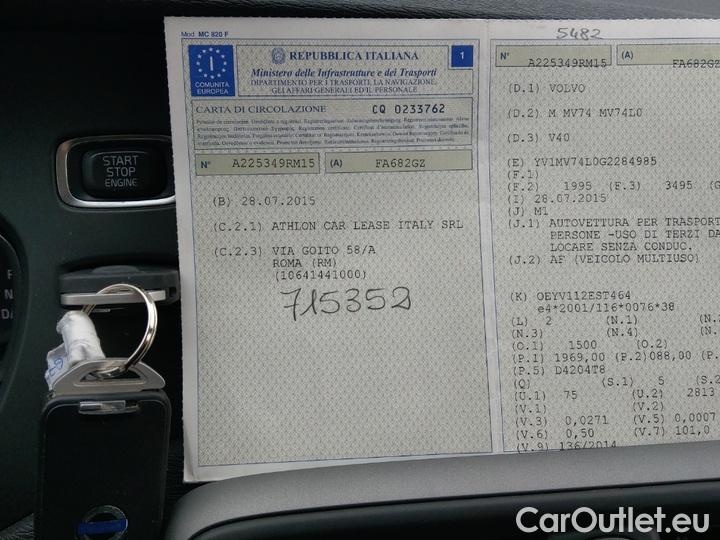 5482
Mod. MC 820 F
REPUBBLICA ITALIANA
1
Ministero delle Infrastrutture e dei Trasporti
DIPARTIMENTO PER I TRASPORTI, LA NAVIGAZIONE,
GLI AFFARI GENERALI ED IL PERSONALE
I
COMUNITÀ
EUROPEA
CARTA DI CIRCOLAZIONE CQ 0233762
N° A225349RM15 (A) FA682GZ
(B) 28.07.2015
(C.2.1) ATHLON CAR LEASE ITALY SRL
(C.2.3) VIA GOITO 58/A
ROMA (RM)
(10641441000)
715352
N° A225349RM15 (A) FA682GZ
(D.1) VOLVO
(D.2) M MV74 MV74L0
(D.3) V40
(E) YV1MV74L0G2284985
(F.1)
(F.2) 1995 (F.3) 3495 (G
(I) 28.07.2015
(J) M1
(J.1) AUTOVETTURA PER TRASPORT
PERSONE -USO DI TERZI DA
LOCARE SENZA CONDUC.
(J.2) AF (VEICOLO MULTIUSO)
(K) OEYV112EST464
e4*2001/116*0076*38
(L) 2 (N.1) (N.
(N.3) (N.4) (N.
(O.1) 1500 (O.2)
(P.1) 1969,00 (P.2)088,00 (P.
(P.5) D4204T8
(Q) (S.1) 5 (S.
(U.1) 75 (U.2) 2813
(V.1) (V.2)
(V.3) 0,0271 (V.5) 0,0007
(V.6) 0,50 (V.7) 101,0
(V.9) 136/2014
START
STOP
ENGINE
N
DA
CarOutlet.eu